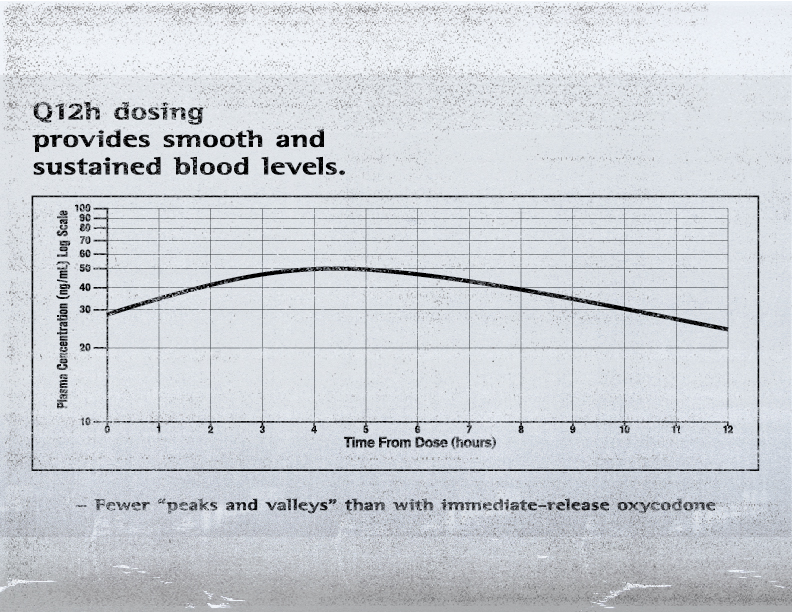 Q12h dosing
provides smooth and
sustained blood levels.
Plasma Concentration (ng/mL) Log Scale
100
90
80
70
60
50
40
30
20
10
0 1 2 3 4 5 6 7 8 9 10 11 12
Time From Dose (hours)
– Fewer “peaks and valleys” than with immediate-release oxycodone